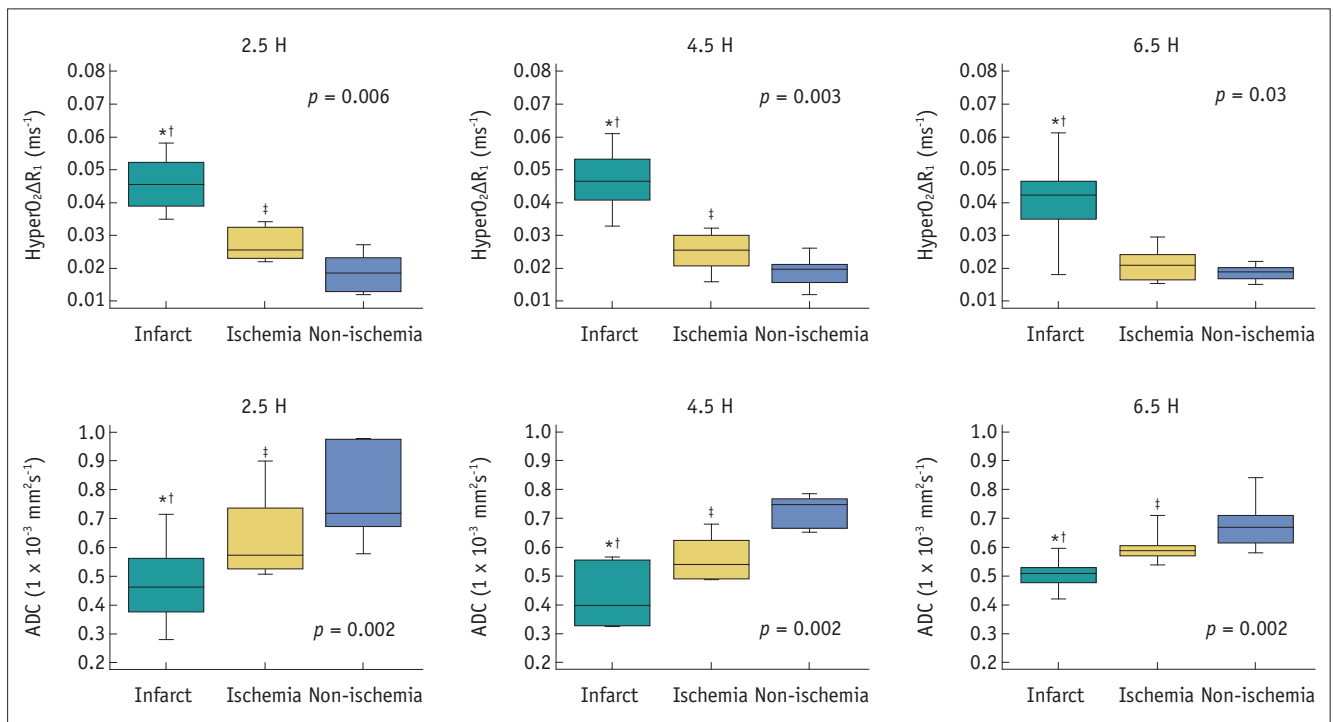 2.5 H
4.5 H
6.5 H
HyperO₂ΔR₁ (ms⁻¹)
0.08
0.07
0.06
0.05
0.04
0.03
0.02
0.01
p = 0.006
*†
‡
Infarct Ischemia Non-ischemia
HyperO₂ΔR₁ (ms⁻¹)
0.08
0.07
0.06
0.05
0.04
0.03
0.02
0.01
p = 0.003
*†
‡
Infarct Ischemia Non-ischemia
HyperO₂ΔR₁ (ms⁻¹)
0.08
0.07
0.06
0.05
0.04
0.03
0.02
0.01
p = 0.03
*†
Infarct Ischemia Non-ischemia
2.5 H
4.5 H
6.5 H
ADC (1 x 10⁻³ mm²s⁻¹)
1.0
0.9
0.8
0.7
0.6
0.5
0.4
0.3
0.2
‡
*†
p = 0.002
Infarct Ischemia Non-ischemia
ADC (1 x 10⁻³ mm²s⁻¹)
1.0
0.9
0.8
0.7
0.6
0.5
0.4
0.3
0.2
‡
*†
p = 0.002
Infarct Ischemia Non-ischemia
ADC (1 x 10⁻³ mm²s⁻¹)
1.0
0.9
0.8
0.7
0.6
0.5
0.4
0.3
0.2
‡
*†
p = 0.002
Infarct Ischemia Non-ischemia